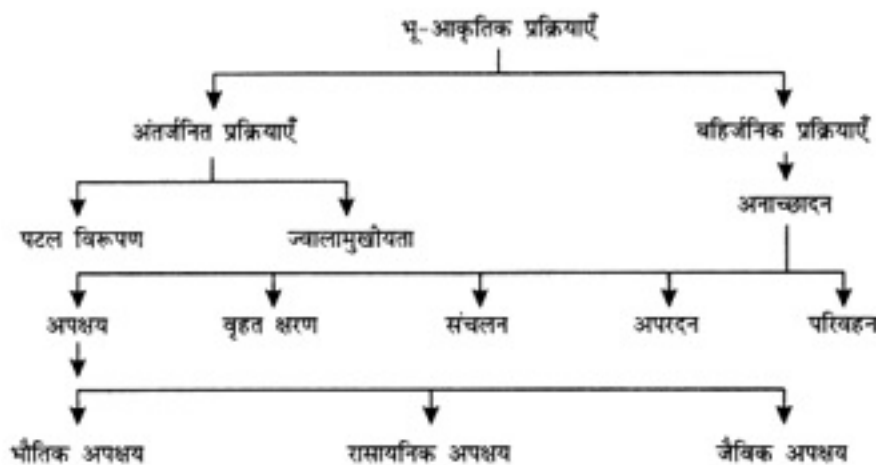 भू-आकृतिक प्रक्रियाएँ
अंतर्जनित प्रक्रियाएँ बहिर्जनिक प्रक्रियाएँ
अनाच्छादन
पटल विरूपण ज्वालामुखीयता
अपक्षय वृहत क्षरण संचलन अपरदन परिवहन
भौतिक अपक्षय रासायनिक अपक्षय जैविक अपक्षय